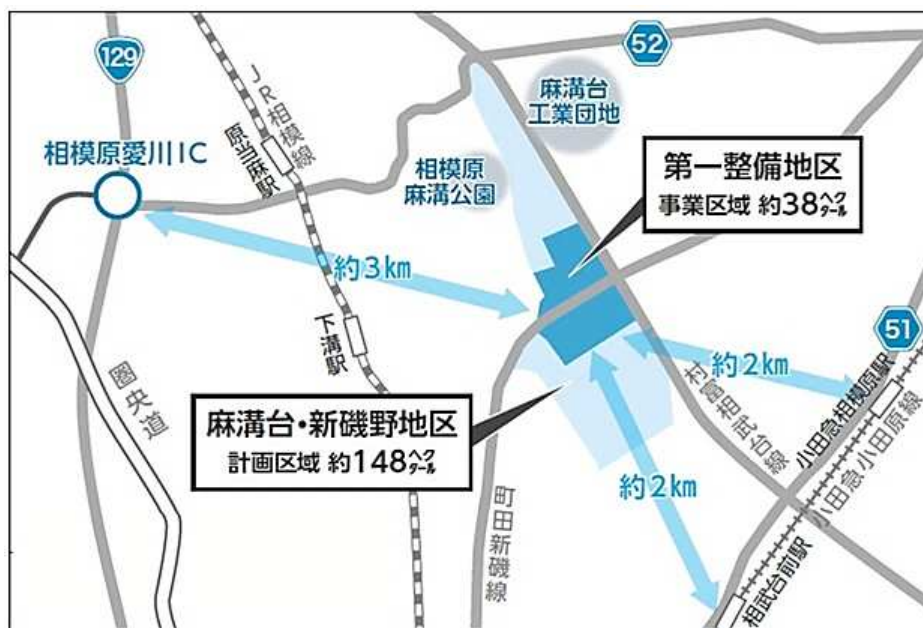 129
52
JR相模線
麻溝台
工業団地
原当麻駅
相模原愛川IC
相模原
麻溝公園
第一整備地区
事業区域 約38ヘクタール
約3km
下溝駅
51
圏央道
約2km
村富相武台線
小田急相模原駅
小田急小田原線
麻溝台・新磯野地区
計画区域 約148ヘクタール
約2km
町田新磯線
相武台前駅